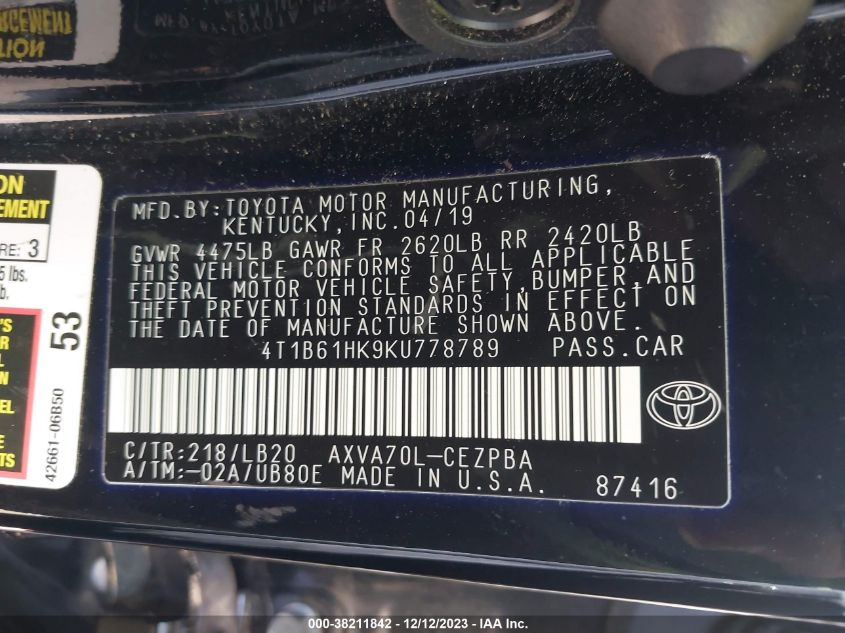 MFD.BY:TOYOTA MOTOR MANUFACTURING,
KENTUCKY,INC.04/19
GVWR 4475LB GAWR FR 2620LB RR 2420LB
THIS VEHICLE CONFORMS TO ALL APPLICABLE
FEDERAL MOTOR VEHICLE SAFETY,BUMPER,AND
THEFT PREVENTION STANDARDS IN EFFECT ON
THE DATE OF MANUFACTURE SHOWN ABOVE.
4T1B61HK9KU778789 PASS.CAR
C/TR:218/LB20 AXVA70L-CEZPBA
A/TM:-02A/UB80E MADE IN U.S.A. 87416
RE: 3
lbs.
53
42661-06B50
000-38211842 / 12/12/2023 - IAA Inc.